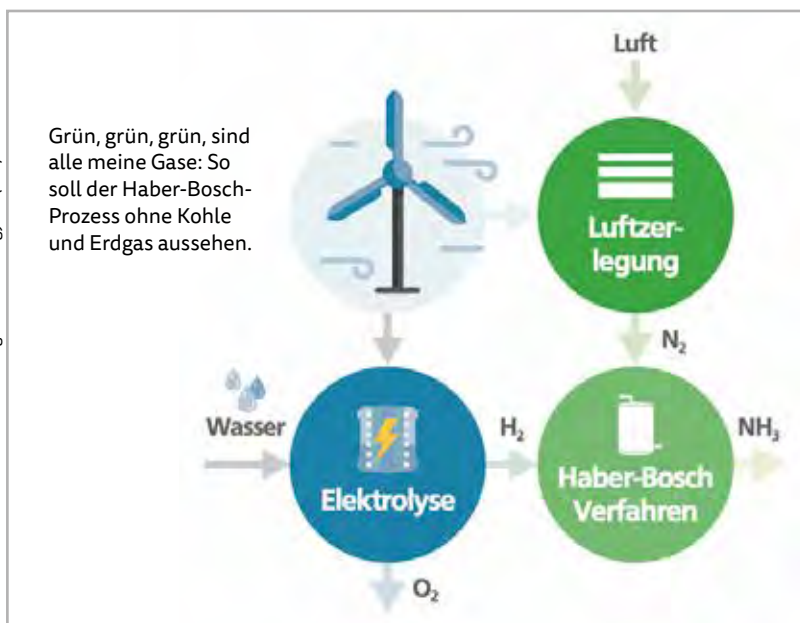 Grün, grün, grün, sind
alle meine Gase: So
soll der Haber-Bosch-
Prozess ohne Kohle
und Erdgas aussehen.
Luft
Luftzer-
legung
N₂
Wasser
Elektrolyse
H₂
Haber-Bosch
Verfahren
NH₃
O₂